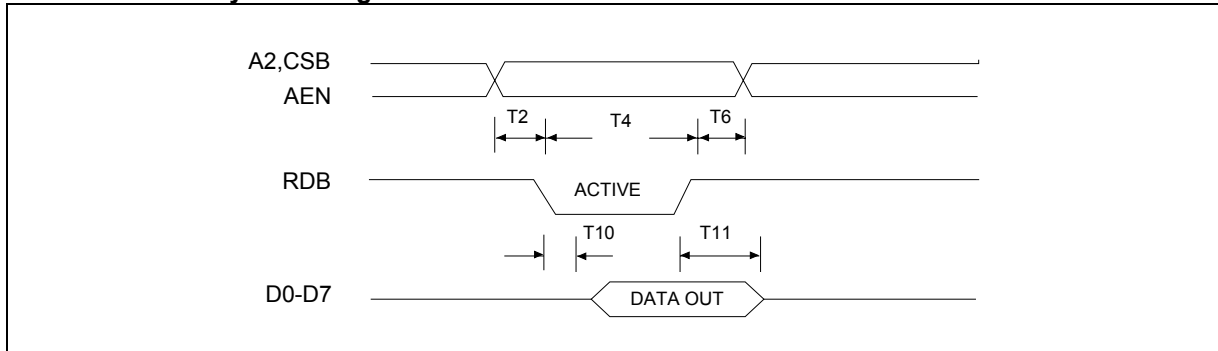 A2,CSB
AEN
T2
T4
T6
RDB
ACTIVE
T10
T11
D0-D7
DATA OUT